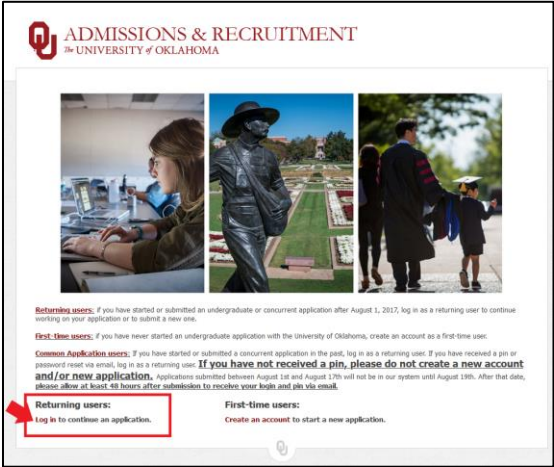 ADMISSIONS & RECRUITMENT
The UNIVERSITY of OKLAHOMA
Returning users: if you have started or submitted an undergraduate or concurrent application after August 1, 2017, log in as a returning user to continue
working on your application or to submit a new one.
First-time users: if you have never started an undergraduate application with the University of Oklahoma, create an account as a first-time user.
Common Application users: If you have started or submitted a concurrent application in the past, log in as a returning user. If you have received a pin or
password reset via email, log in as a returning user. If you have not received a pin, please do not create a new account
and/or new application. Applications submitted between August 1st and August 17th will not be in our system until August 19th. After that date,
please allow at least 48 hours after submission to receive your login and pin via email.
Returning users:
Log in to continue an application.
First-time users:
Create an account to start a new application.